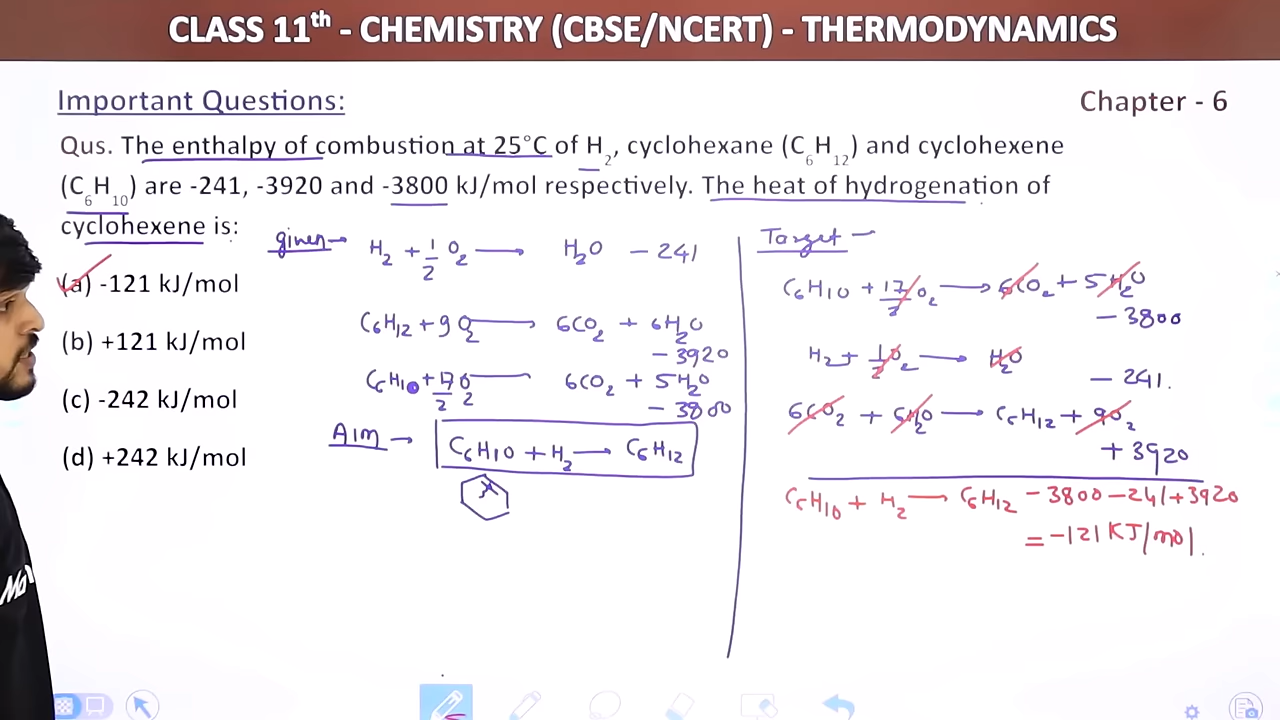 CLASS 11th - CHEMISTRY (CBSE/NCERT) - THERMODYNAMICS
Important Questions:
Chapter - 6
Qus. The enthalpy of combustion at 25°C of H₂, cyclohexane (C₆H₁₂) and cyclohexene
(C₆H₁₀) are -241, -3920 and -3800 kJ/mol respectively. The heat of hydrogenation of
cyclohexene is:
(a) -121 kJ/mol
(b) +121 kJ/mol
(c) -242 kJ/mol
(d) +242 kJ/mol
given →
H₂ + 1/2 O₂ → H₂O - 241
C₆H₁₂ + 9 O₂ → 6CO₂ + 6H₂O
- 3920
C₆H₁₀ + 17/2 O₂ — 6CO₂ + 5H₂O
- 3800
Aim → C₆H₁₀ + H₂ → C₆H₁₂
Target -
C₆H₁₀ + 17/2 O₂ → 6CO₂ + 5H₂O
- 3800
H₂ + 1/2 O₂ → H₂O
- 241.
6CO₂ + 6H₂O → C₆H₁₂ + 9O₂
+ 3920
C₆H₁₀ + H₂ — C₆H₁₂ - 3800 - 241 + 3920
= -121 KJ/mol.